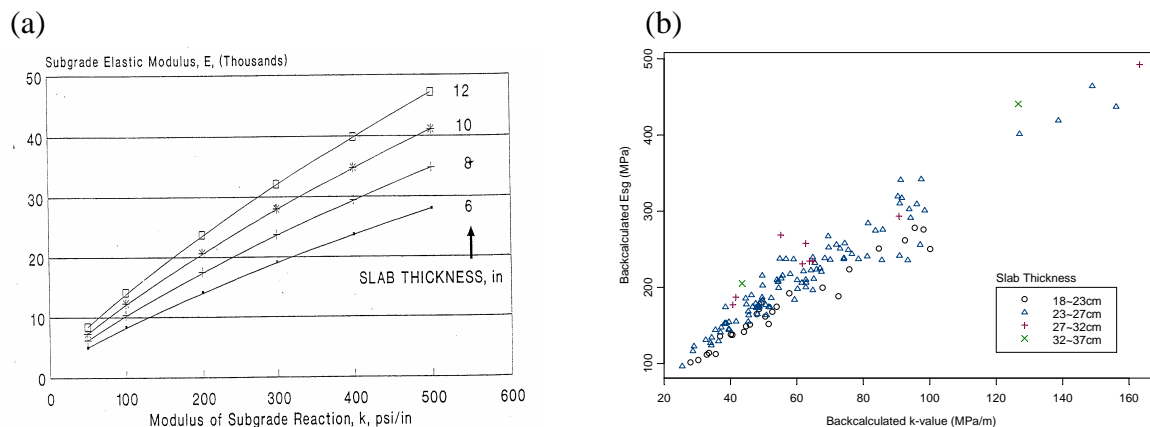 (a)
(b)
Subgrade Elastic Modulus, E, (Thousands)
50
40
30
20
10
0
12
10
8
6
SLAB THICKNESS, in
100
200
300
400
500
600
Modulus of Subgrade Reaction, k, psi/in
Backcalculated Esg (MPa)
500
400
300
200
100
Slab Thickness
18~23cm
23~27cm
27~32cm
32~37cm
20
40
60
80
100
120
140
160
Backcalculated k-value (MPa/m)